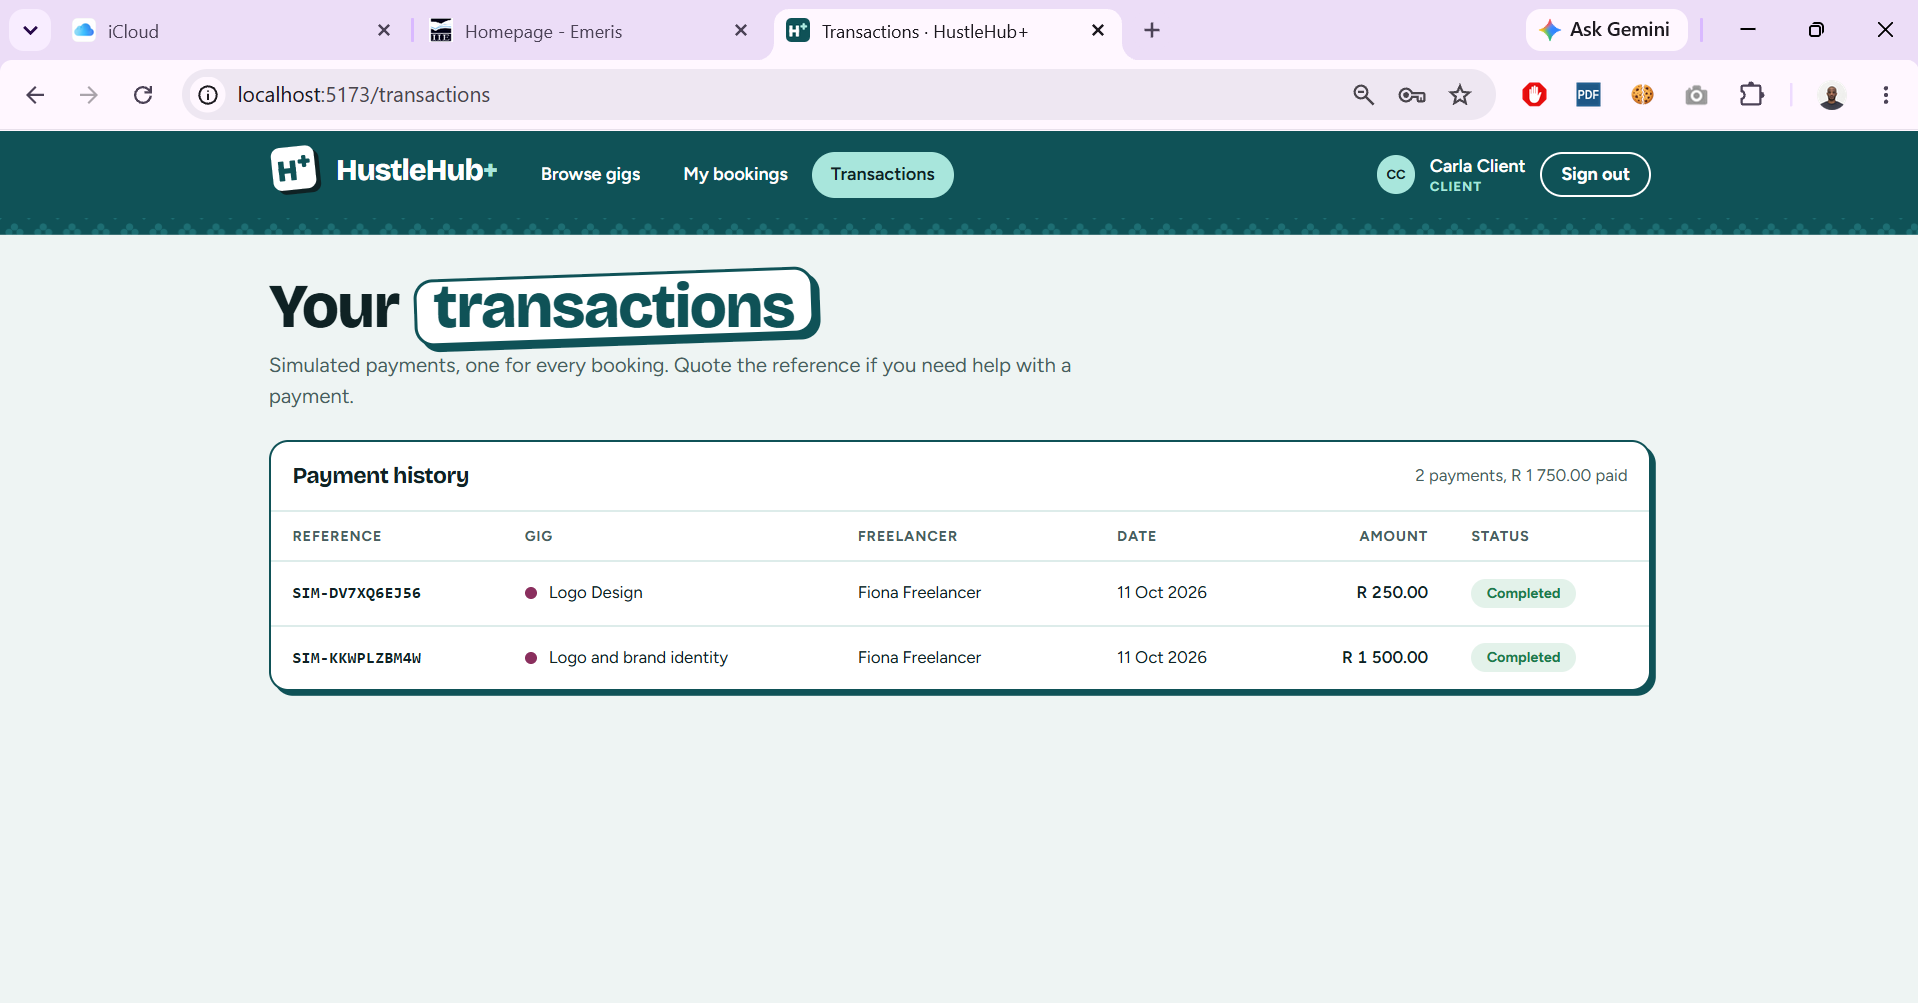 iCloud
Homepage - Emeris
Transactions · HustleHub+
Ask Gemini
localhost:5173/transactions
PDF
H+ HustleHub+
Browse gigs
My bookings
Transactions
CC
Carla Client
CLIENT
Sign out
Your transactions
Simulated payments, one for every booking. Quote the reference if you need help with a
payment.
Payment history
2 payments, R 1 750.00 paid
REFERENCE GIG FREELANCER DATE AMOUNT STATUS
SIM-DV7XQ6EJ56 Logo Design Fiona Freelancer 11 Oct 2026 R 250.00 Completed
SIM-KKWPLZBM4W Logo and brand identity Fiona Freelancer 11 Oct 2026 R 1 500.00 Completed